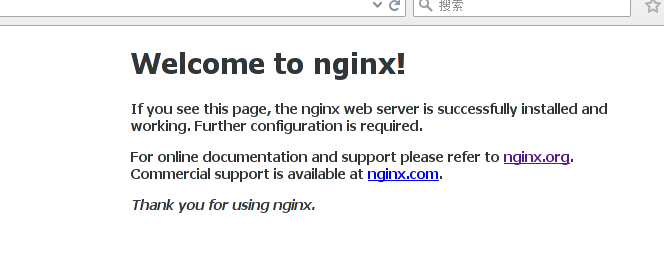 搜索
Welcome to nginx!
If you see this page, the nginx web server is successfully installed and
working. Further configuration is required.
For online documentation and support please refer to nginx.org.
Commercial support is available at nginx.com.
Thank you for using nginx.